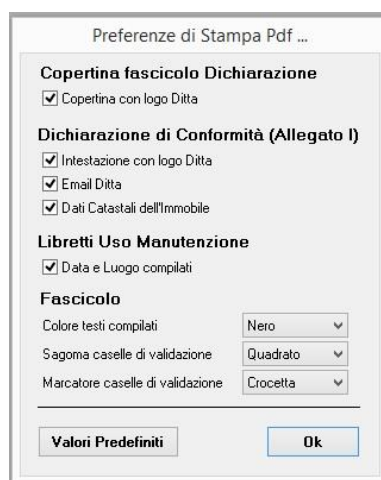 Preferenze di Stampa Pdf ...
Copertina fascicolo Dichiarazione
Copertina con logo Ditta
Dichiarazione di Conformità (Allegato I)
Intestazione con logo Ditta
Email Ditta
Dati Catastali dell'Immobile
Libretti Uso Manutenzione
Data e Luogo compilati
Fascicolo
Colore testi compilati Nero
Sagoma caselle di validazione Quadrato
Marcatore caselle di validazione Crocetta
Valori Predefiniti Ok